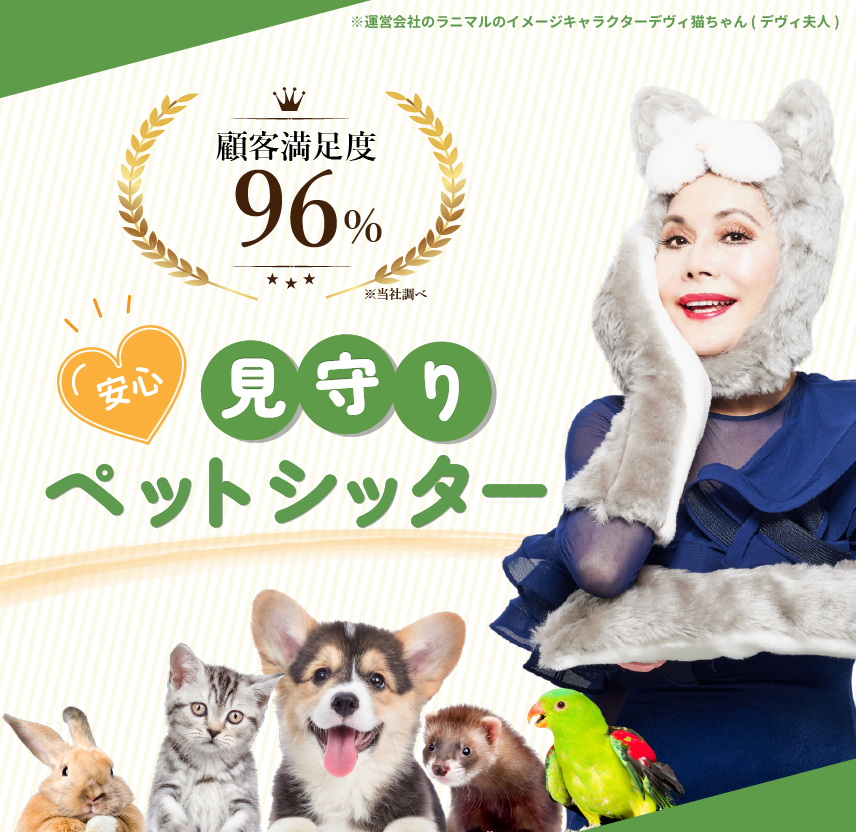 ※運営会社のラニマルのイメージキャラクターデヴィ猫ちゃん ( デヴィ夫人 )
顧客満足度
96%
※当社調べ
安心
見守り
ペットシッター